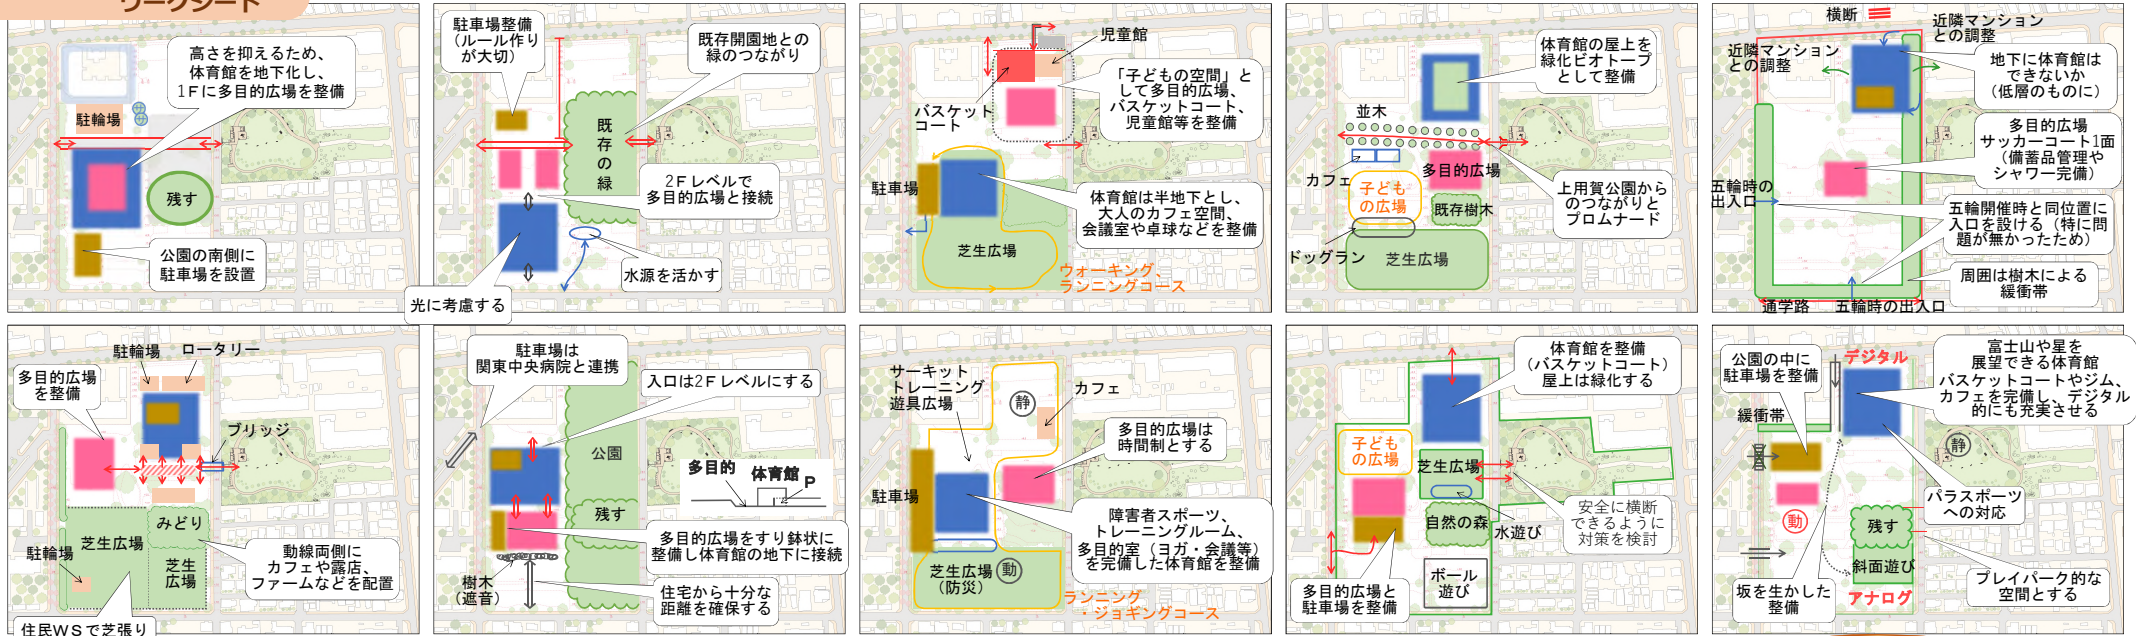 ワークシート
高さを抑えるため、
体育館を地下化し、
1Fに多目的広場を整備
駐輪場
残す
公園の南側に
駐車場を設置
駐車場整備
(ルール作り
が大切)
既存開園地との
緑のつながり
既存の緑
2Fレベルで
多目的広場と接続
水源を活かす
光に考慮する
児童館
バスケット
コート
「子どもの空間」と
して多目的広場、
バスケットコート、
児童館等を整備
駐車場
体育館は半地下とし、
大人のカフェ空間、
会議室や卓球などを整備
芝生広場
ウォーキング、
ランニングコース
体育館の屋上を
緑化ビオトープ
として整備
並木
カフェ
多目的広場
子ども
の広場
既存樹木
上用賀公園から
のつながりと
プロムナード
ドッグラン
芝生広場
横断
近隣マンション
との調整
近隣マンション
との調整
地下に体育館は
できないか
(低層のものに)
多目的広場
サッカーコート1面
(備蓄品管理や
シャワー完備)
五輪時の
出入口
五輪開催時と同位置に
入口を設ける(特に問
題が無かったため)
周囲は樹木による
緩衝帯
通学路
五輪時の出入口
駐輪場
ロータリー
多目的広場
を整備
ブリッジ
みどり
芝生広場
駐輪場
芝生
広場
動線両側に
カフェや露店、
ファームなどを配置
住民WSで芝張り
駐車場は
関東中央病院と連携
入口は2Fレベルにする
公園
多目的
体育館
P
残す
多目的広場をすり鉢状に
整備し体育館の地下に接続
樹木
(遮音)
住宅から十分な
距離を確保する
サーキット
トレーニング
遊具広場
静
カフェ
多目的広場は
時間制とする
駐車場
障害者スポーツ、
トレーニングルーム、
多目的室(ヨガ・会議等)
を完備した体育館を整備
芝生広場
(防災)
動
ランニング
・ジョギングコース
体育館を整備
(バスケットコート)
屋上は緑化する
子ども
の広場
芝生広場
自然の森
水遊び
安全に横断
できるように
対策を検討
ボール
遊び
多目的広場と
駐車場を整備
公園の中に
駐車場を整備
デジタル
富士山や星を
展望できる体育館
バスケットコートやジム、
カフェを完備し、デジタル
的にも充実させる
緩衝帯
静
パラスポーツ
への対応
動
残す
斜面遊び
坂を生かした
整備
アナログ
プレイパーク的な
空間とする